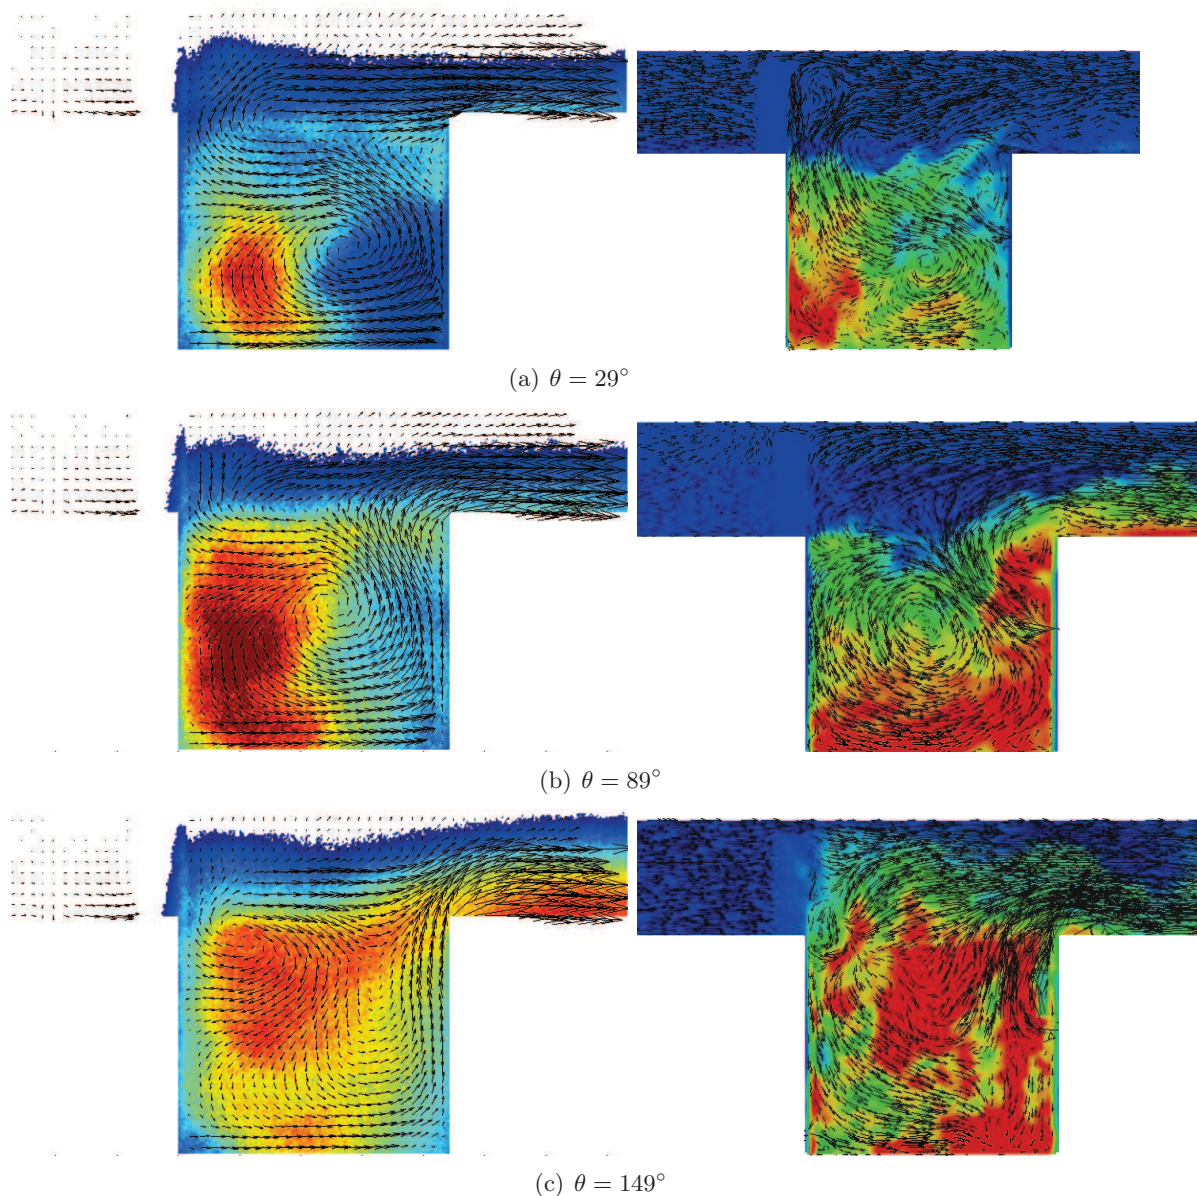 (a) θ = 29°
(b) θ = 89°
(c) θ = 149°